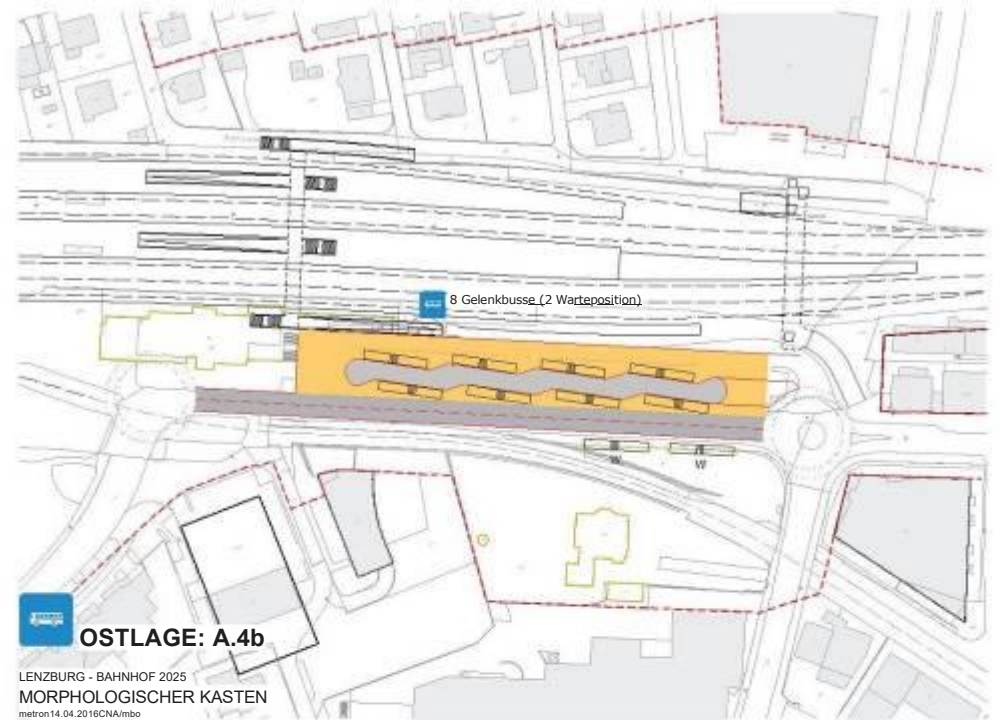 8 Gelenkbusse (2 Warteposition)
W
W
OSTLAGE: A.4b
LENZBURG - BAHNHOF 2025
MORPHOLOGISCHER KASTEN
metron14.04.2016CNA/mbo